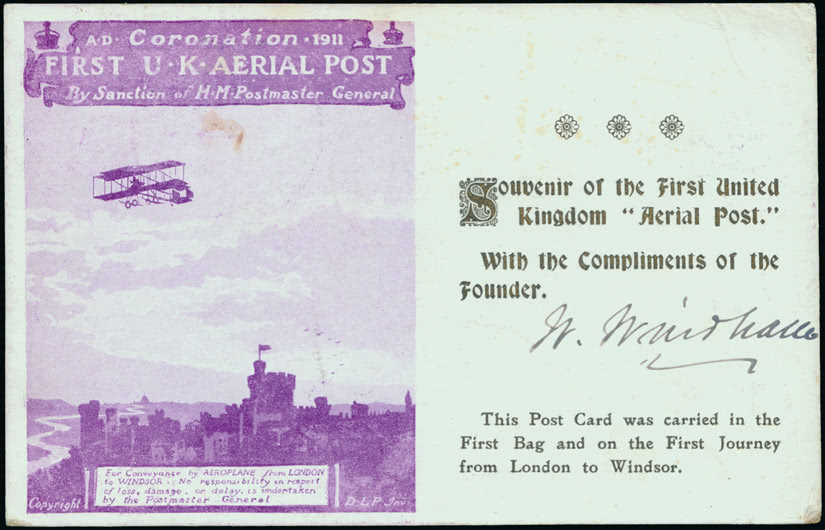 A·D· Coronation ·1911
FIRST U·K·AERIAL POST
By Sanction of H·M·Postmaster General
For Conveyance by AEROPLANE from LONDON
to WINDSOR. No responsibility in respect
of loss, damage, or delay, is undertaken
by the Postmaster General
Copyright
D.L.P. Inv.
Souvenir of the First United
Kingdom "Aerial Post."
With the Compliments of the
Founder.
W. Windham
This Post Card was carried in the
First Bag and on the First Journey
from London to Windsor.